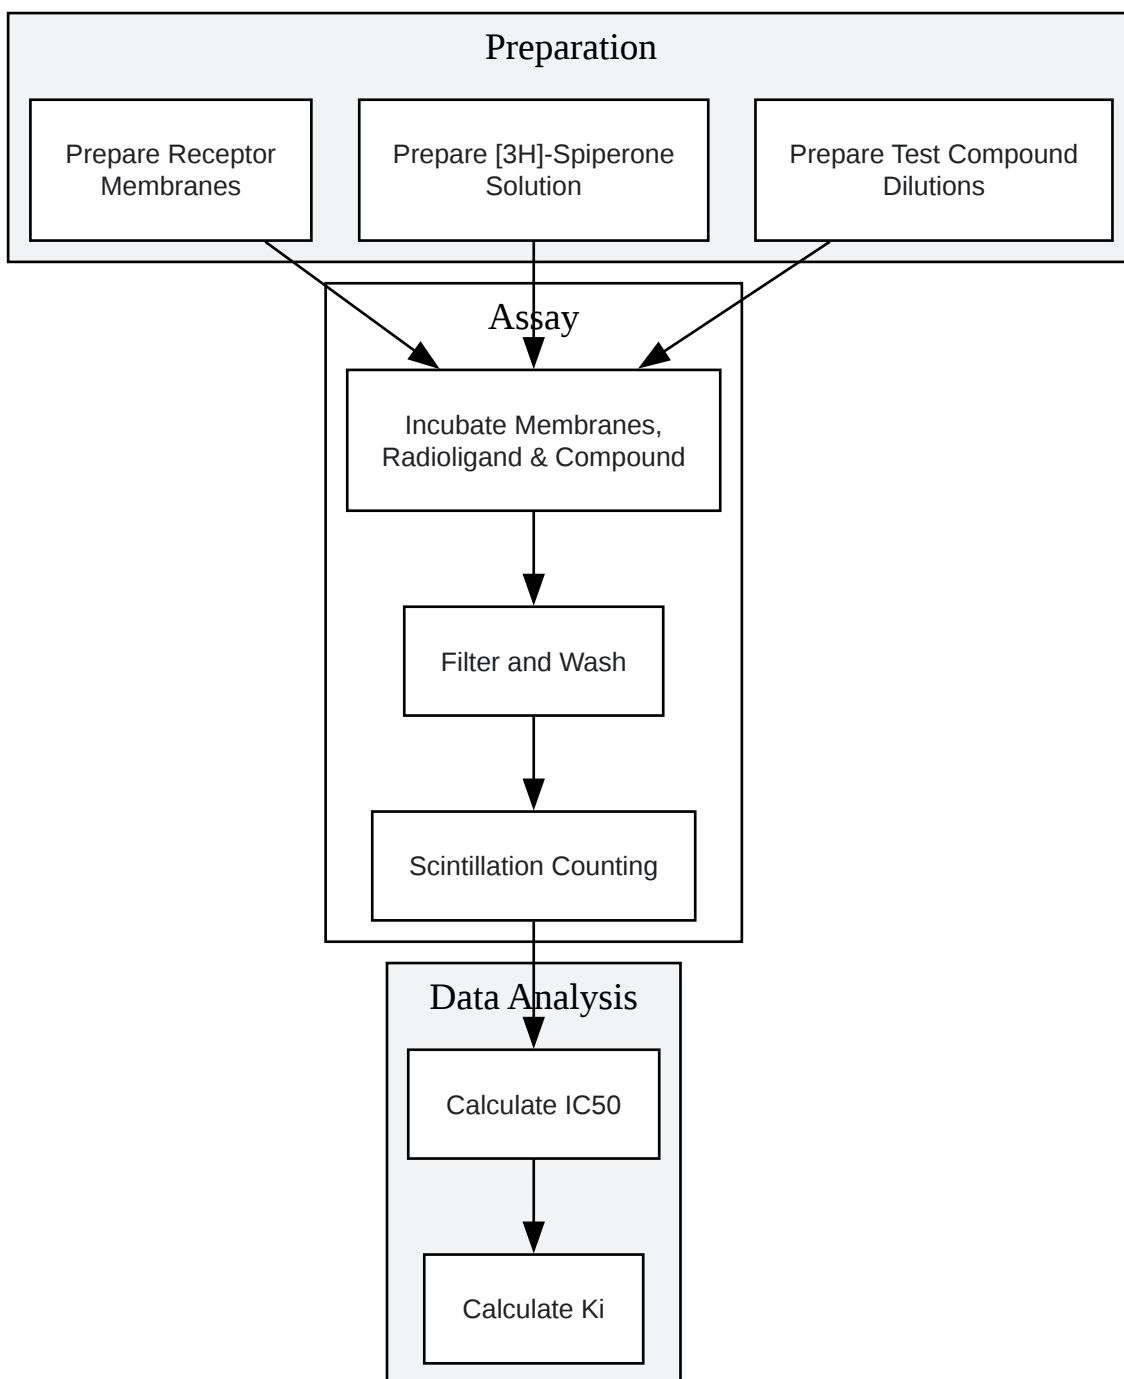 Preparation
Prepare Receptor
Membranes
Prepare [3H]-Spiperone
Solution
Prepare Test Compound
Dilutions
Assay
Incubate Membranes,
Radioligand & Compound
Filter and Wash
Scintillation Counting
Data Analysis
Calculate IC50
Calculate Ki